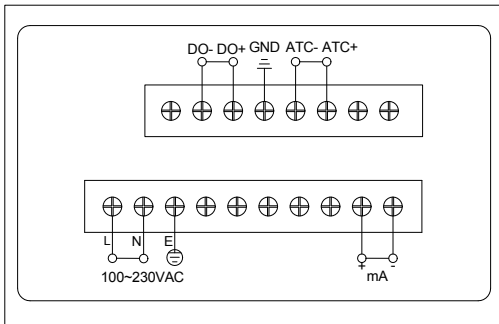 DO- DO+ GND ATC- ATC+
L N E + -
100~230VAC mA